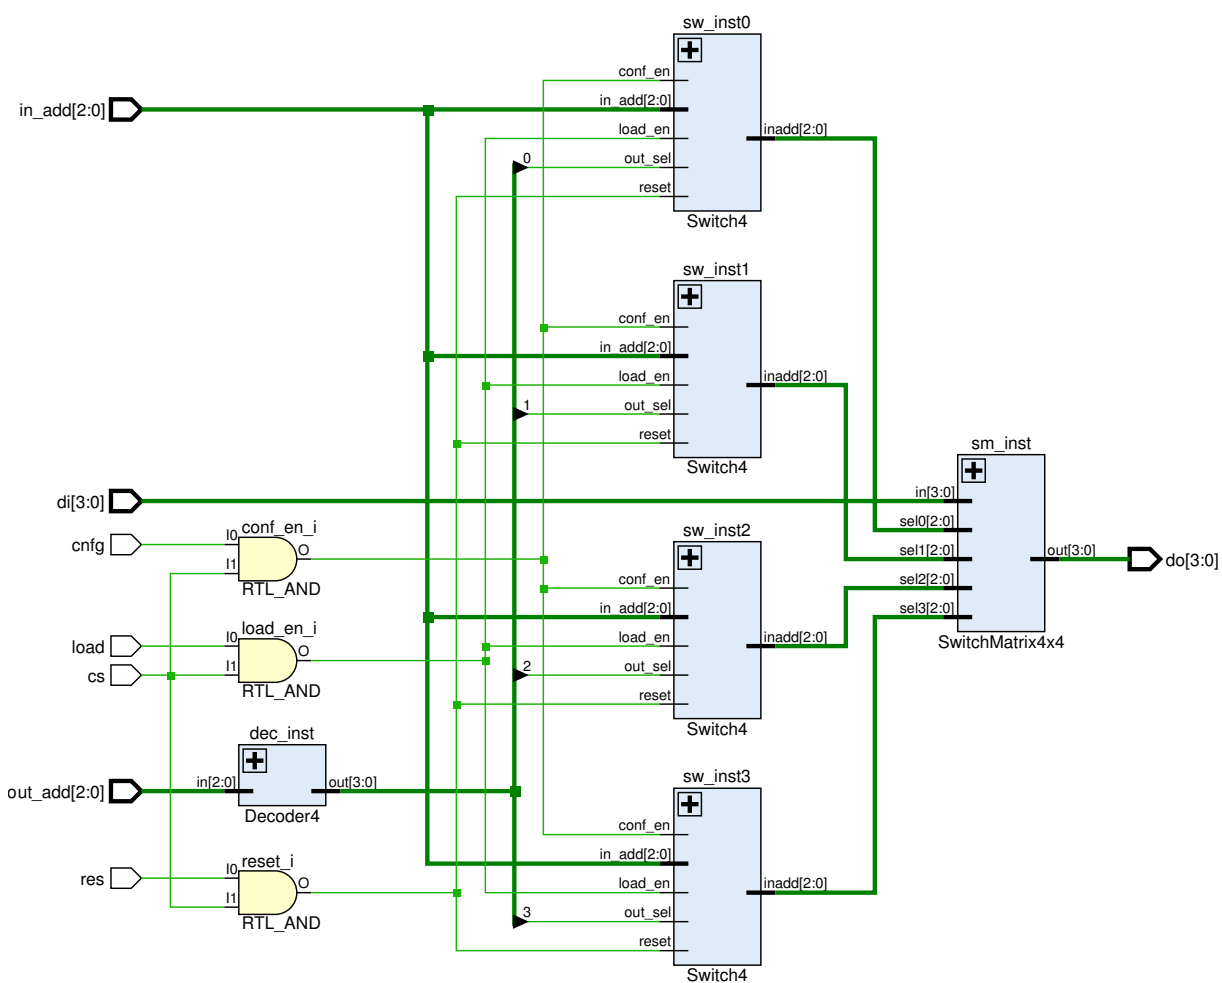 sw_inst0
conf_en
in_add[2:0]
load_en
0
out_sel
reset
inadd[2:0]
Switch4
in_add[2:0]
sw_inst1
conf_en
in_add[2:0]
load_en
1
out_sel
reset
inadd[2:0]
Switch4
sm_inst
in[3:0]
sel0[2:0]
sel1[2:0]
sel2[2:0]
sel3[2:0]
out[3:0]
SwitchMatrix4x4
do[3:0]
di[3:0]
cnfg
conf_en_i
I0
I1
O
RTL_AND
load
cs
load_en_i
I0
I1
O
RTL_AND
sw_inst2
conf_en
in_add[2:0]
load_en
2
out_sel
reset
inadd[2:0]
Switch4
out_add[2:0]
dec_inst
in[2:0]
out[3:0]
Decoder4
res
reset_i
I0
I1
O
RTL_AND
sw_inst3
conf_en
in_add[2:0]
load_en
3
out_sel
reset
inadd[2:0]
Switch4